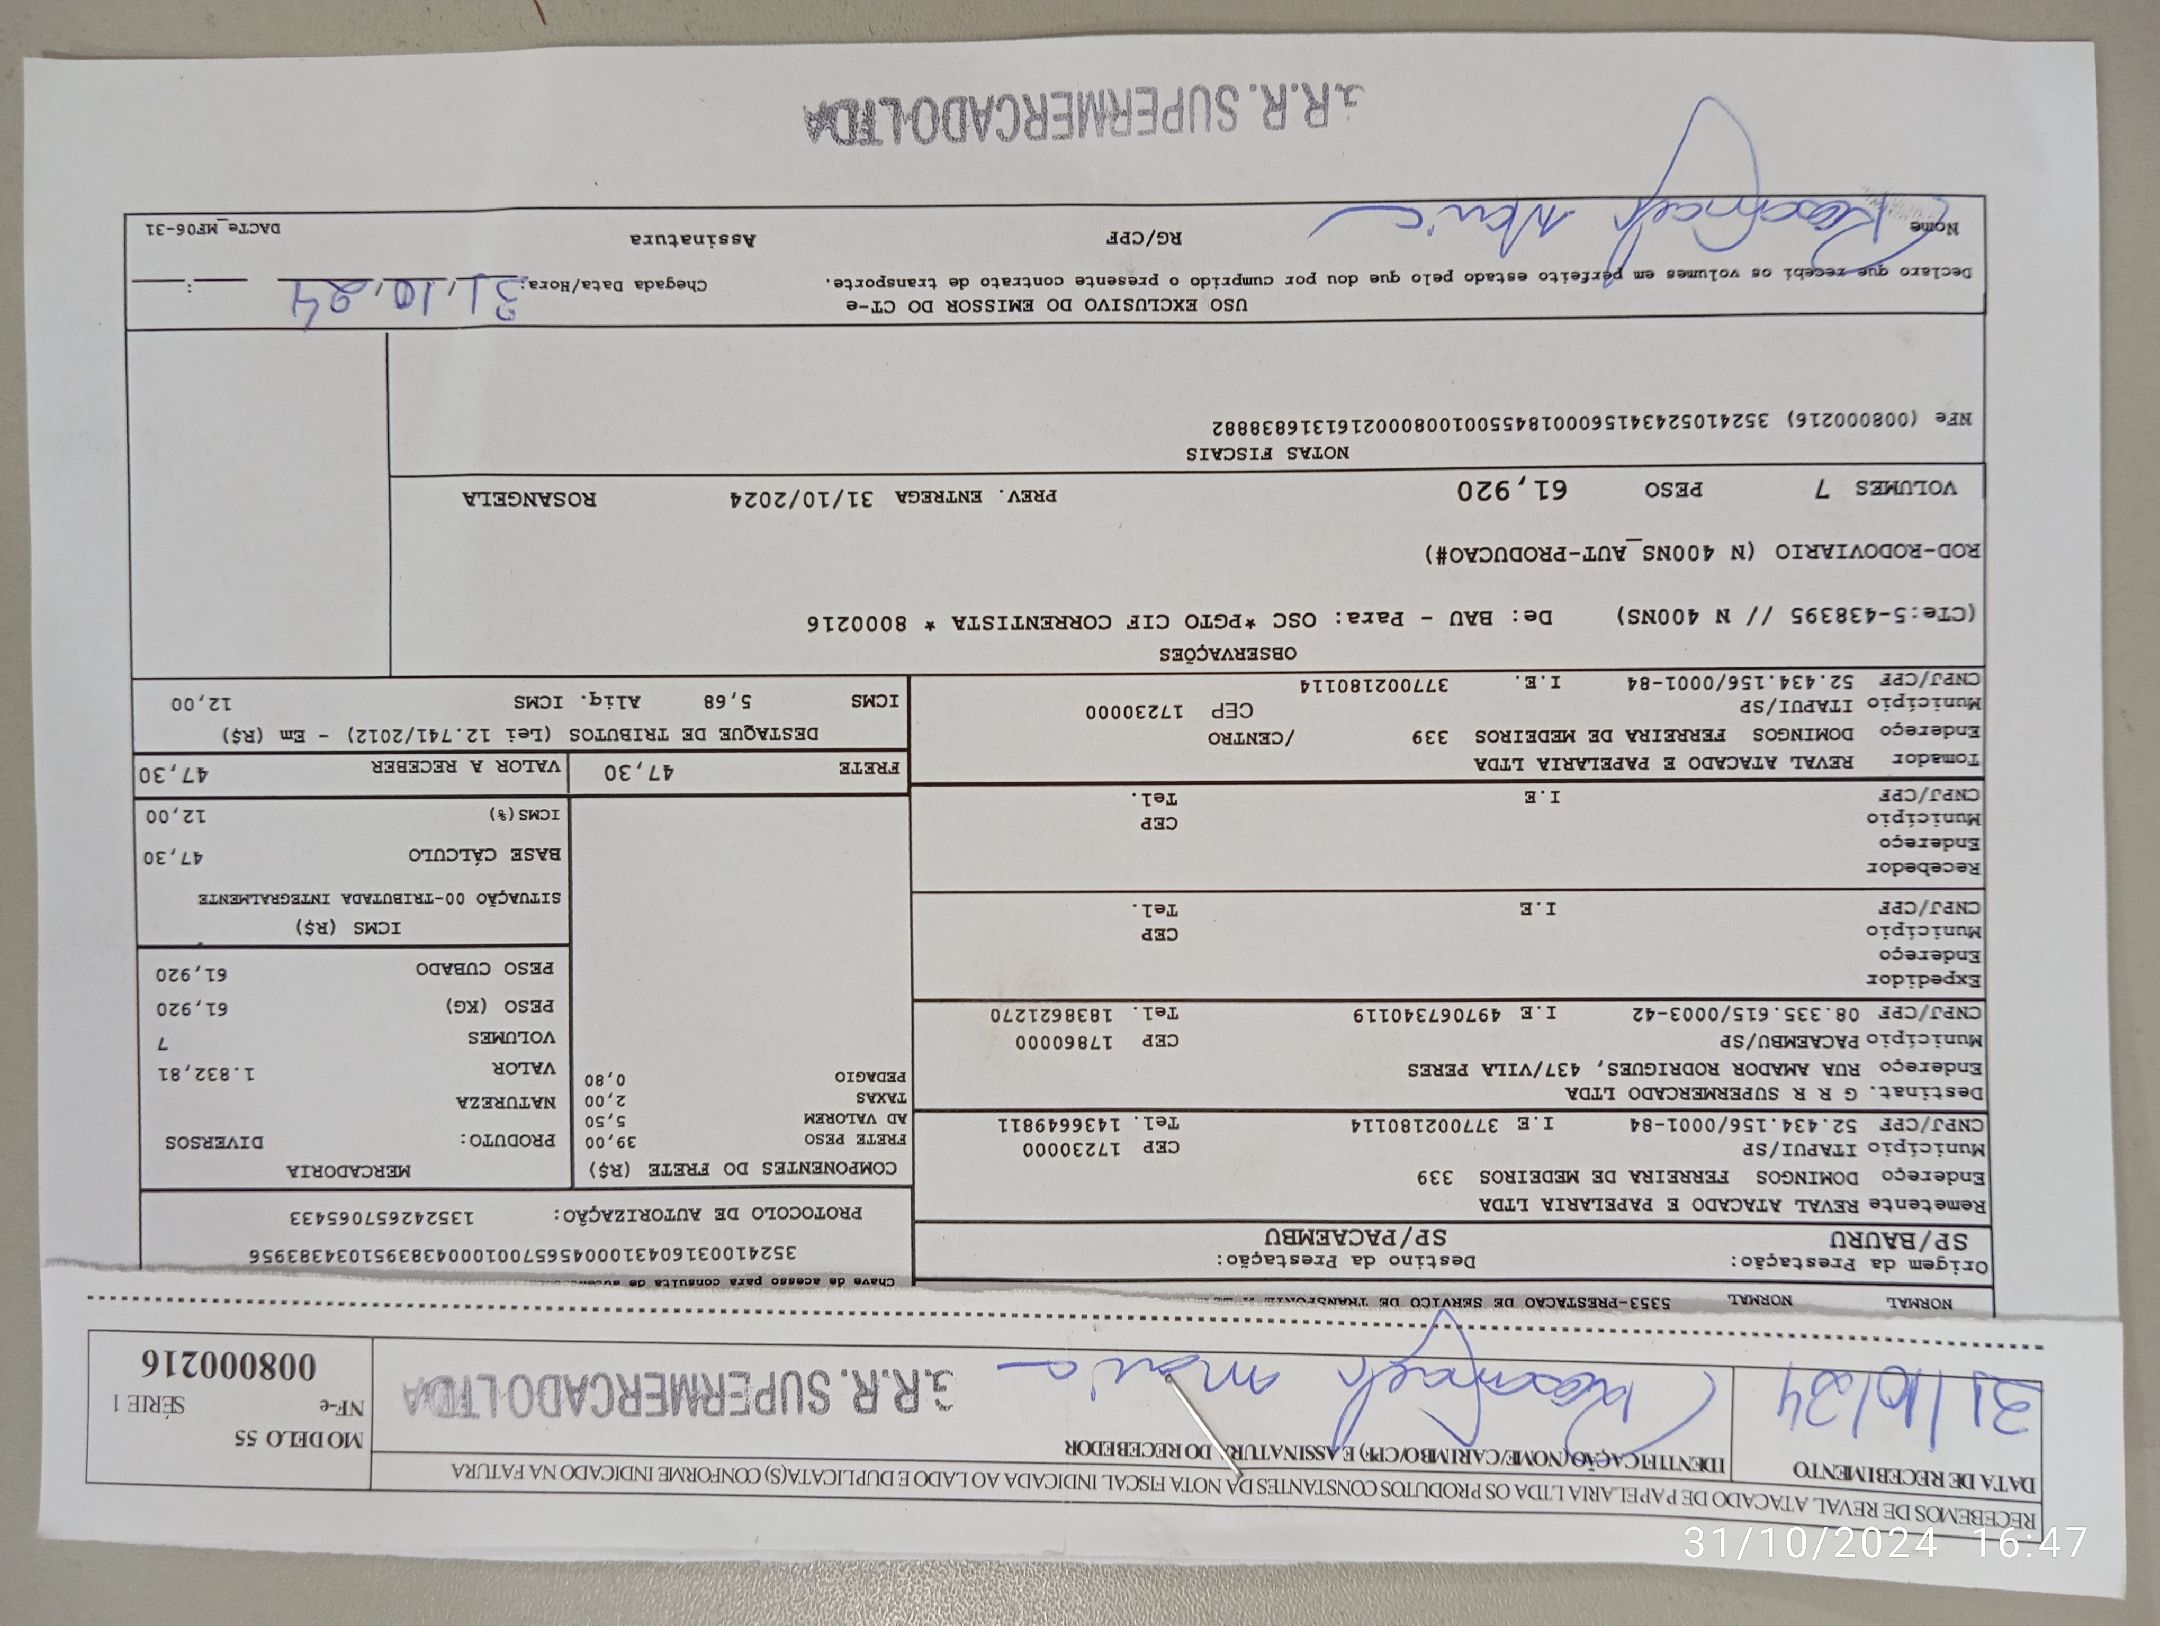 RECEBEMOS DE REVAL ATACADO DE PAPELARIA LTDA OS PRODUTOS CONSTANTES DA NOTA FISCAL INDICADA AO LADO E DUPLICATA(S) CONFORME INDICADO NA FATURA
DATA DE RECEBIMENTO
31/10/24
IDENTIFICAÇÃO(NOME/CARIMBO/CPF) E ASSINATURA DO RECEBEDOR
.R.R. SUPERMERCADO LTDA
MODELO 55
NF-e SÉRIE 1
008000216
NORMAL NORMAL 5353-PRESTACAO DE SERVICO DE
Chave de acesso para consulta de
Origem da Prestação: Destino da Prestação:
SP/BAURU SP/PACAEMBU
35241003160431000456570010004383951034383956
PROTOCOLO DE AUTORIZAÇÃO: 135242657065433
Remetente REVAL ATACADO E PAPELARIA LTDA
Endereço DOMINGOS FERREIRA DE MEDEIROS 339
Município ITAPUI/SP CEP 17230000
CNPJ/CPF 52.434.156/0001-84 I.E 377002180114 Tel. 1436649811
Destinat. G R R SUPERMERCADO LTDA
Endereço RUA AMADOR RODRIGUES, 437/VILA PERES
Município PACAEMBU/SP CEP 17860000
CNPJ/CPF 08.335.615/0003-42 I.E 497067340119 Tel. 1838621270
Expedidor
Endereço
Município CEP
CNPJ/CPF I.E Tel.
Recebedor
Endereço
Município CEP
CNPJ/CPF I.E Tel.
Tomador REVAL ATACADO E PAPELARIA LTDA
Endereço DOMINGOS FERREIRA DE MEDEIROS 339 /CENTRO
Município ITAPUI/SP CEP 17230000
CNPJ/CPF 52.434.156/0001-84 I.E. 377002180114
COMPONENTES DO FRETE (R$)
FRETE PESO 39,00
AD VALOREM 5,50
TAXAS 2,00
PEDAGIO 0,80
MERCADORIA
PRODUTO: DIVERSOS
NATUREZA
VALOR 1.832,81
VOLUMES 7
PESO (KG) 61,920
PESO CUBADO 61,920
ICMS (R$)
SITUAÇÃO 00-TRIBUTADA INTEGRALMENTE
BASE CÁLCULO 47,30
ICMS(%) 12,00
FRETE 47,30 VALOR A RECEBER 47,30
DESTAQUE DE TRIBUTOS (Lei 12.741/2012) - Em (R$)
ICMS 5,68 Aliq. ICMS 12,00
OBSERVAÇÕES
(CTe:5-438395 // N 400NS) De: BAU - Para: OSC *PGTO CIF CORRENTISTA * 8000216
ROD-RODOVIARIO (N 400NS_AUT-PRODUCAO#)
VOLUMES 7 PESO 61,920 PREV. ENTREGA 31/10/2024 ROSANGELA
NOTAS FISCAIS
NFe (008000216) 35241052434156000184550010080002161316838882
USO EXCLUSIVO DO EMISSOR DO CT-e
Declaro que recebi os volumes em perfeito estado pelo que dou por cumprido o presente contrato de transporte. Chegada Data/Hora: 31,10,24 __:__
Nome RG/CPF Assinatura DACTe_MF06-31
.R.R. SUPERMERCADO LTDA
31/10/2024 16:47